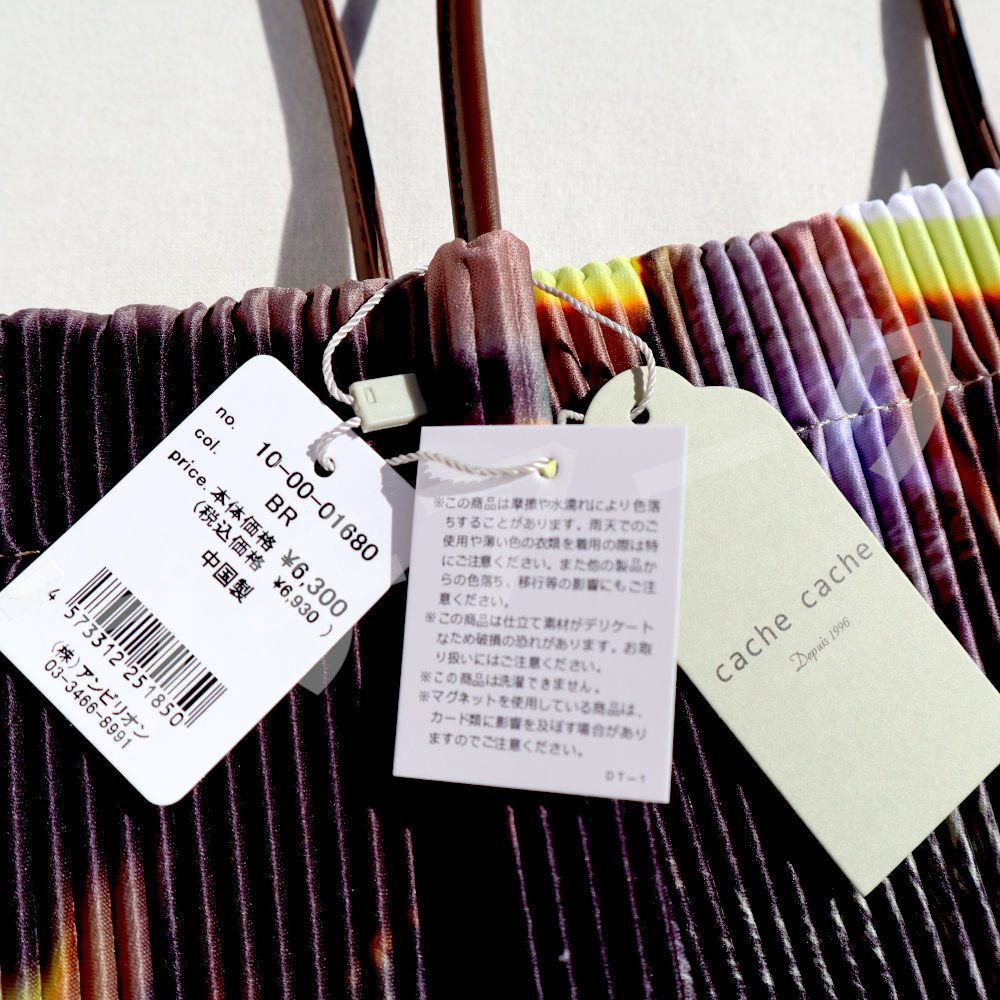 no. 10-00-01680
col. BR
price. 本体価格 ¥6,300
(税込価格 ¥6,930)
中国製
4 573312 251850
(株)アンビリオン
03-3466-8991
※この商品は摩擦や水濡れにより色落
ちすることがあります。雨天でのご
使用や薄い色の衣類を着用の際は特
にご注意ください。また他の製品か
らの色落ち、移行等の影響にもご注
意ください。
※この商品は仕立て素材がデリケート
なため破損の恐れがあります。お取
り扱いにはご注意ください。
※この商品は洗濯できません。
※マグネットを使用している商品は、
カード類に影響を及ぼす場合があり
ますのでご注意ください。
DT-1
cache cache
Depuis 1996